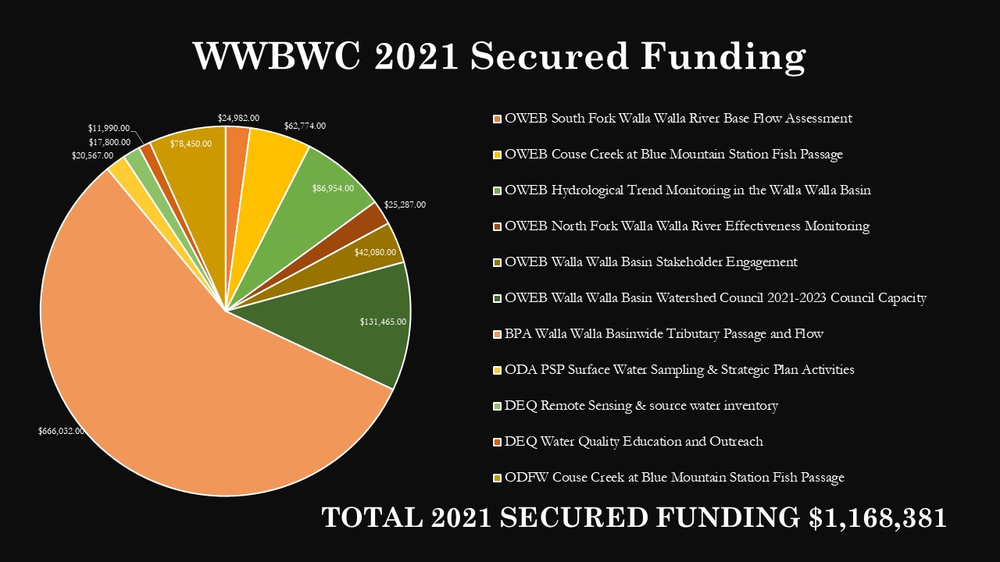 WWBWC 2021 Secured Funding
$24,982.00
$62,774.00
$86,954.00
$25,287.00
$42,080.00
$131,465.00
$666,032.00
$20,567.00
$17,800.00
$11,990.00
$78,450.00
OWEB South Fork Walla Walla River Base Flow Assessment
OWEB Couse Creek at Blue Mountain Station Fish Passage
OWEB Hydrological Trend Monitoring in the Walla Walla Basin
OWEB North Fork Walla Walla River Effectiveness Monitoring
OWEB Walla Walla Basin Stakeholder Engagement
OWEB Walla Walla Basin Watershed Council 2021-2023 Council Capacity
BPA Walla Walla Basinwide Tributary Passage and Flow
ODA PSP Surface Water Sampling & Strategic Plan Activities
DEQ Remote Sensing & source water inventory
DEQ Water Quality Education and Outreach
ODFW Couse Creek at Blue Mountain Station Fish Passage
TOTAL 2021 SECURED FUNDING $1,168,381